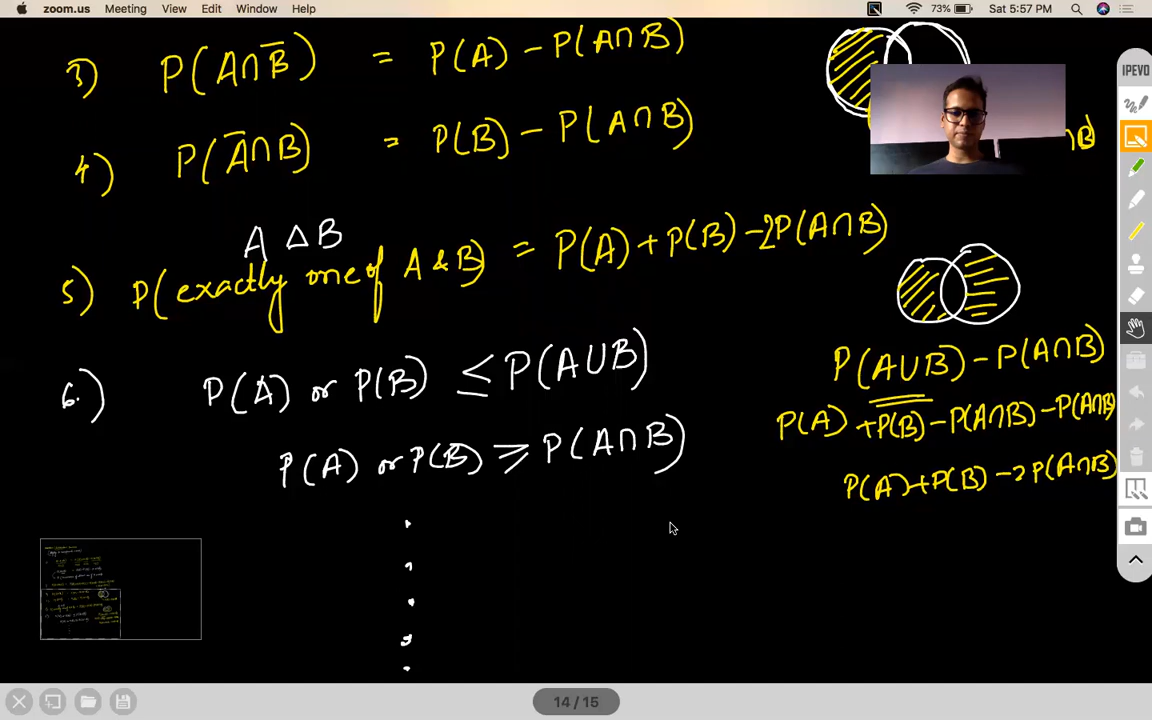 zoom.us Meeting View Edit Window Help 73% Sat 5:57 PM
3) P(A∩B̅) = P(A) - P(A∩B)
IPEVO
4) P(A̅∩B) = P(B) - P(A∩B)
∩B
A Δ B
5) P(exactly one of A & B) = P(A) + P(B) - 2P(A∩B)
6.) P(A) or P(B) ≤ P(A∪B)
P(A) or P(B) ≥ P(A∩B)
P(A∪B) - P(A∩B)
P(A) + P(B) - P(A∩B) - P(A∩B)
P(A) + P(B) - 2P(A∩B)
14 / 15